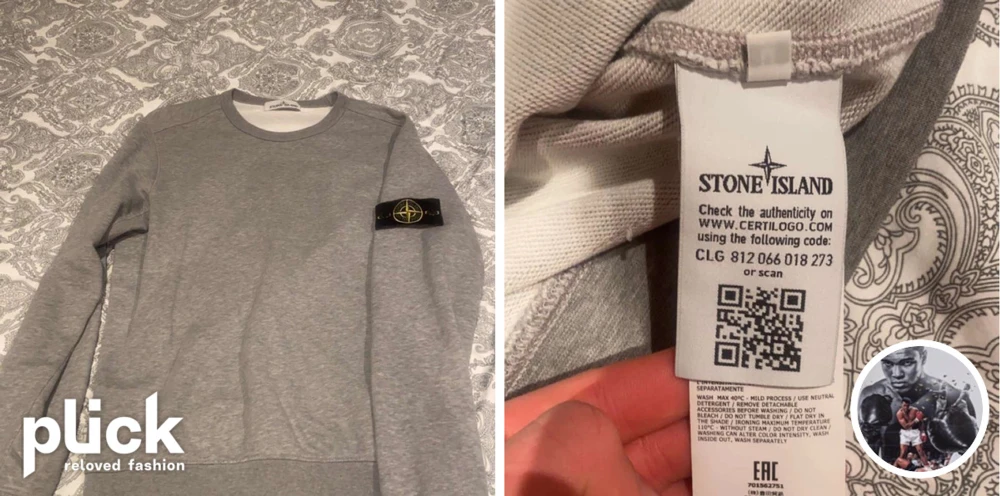 plick
reloved fashion
STONE ISLAND
Check the authenticity on
WWW.CERTILOGO.COM
using the following code:
CLG 812 066 018 273
or scan
SEPARATAMENTE
WASH MAX 40°C - MILD PROCESS / USE NEUTRAL
DETERGENT / REMOVE DETACHABLE
ACCESSORIES BEFORE WASHING / DO NOT
BLEACH / DO NOT TUMBLE DRY / FLAT DRY IN
THE SHADE / IRONING MAXIMUM TEMPERATURE
110°C - WITHOUT STEAM / DO NOT DRY CLEAN /
WASHING CAN ALTER COLOR INTENSITY, WASH
INSIDE OUT, WASH SEPARATELY
EAC
701562751